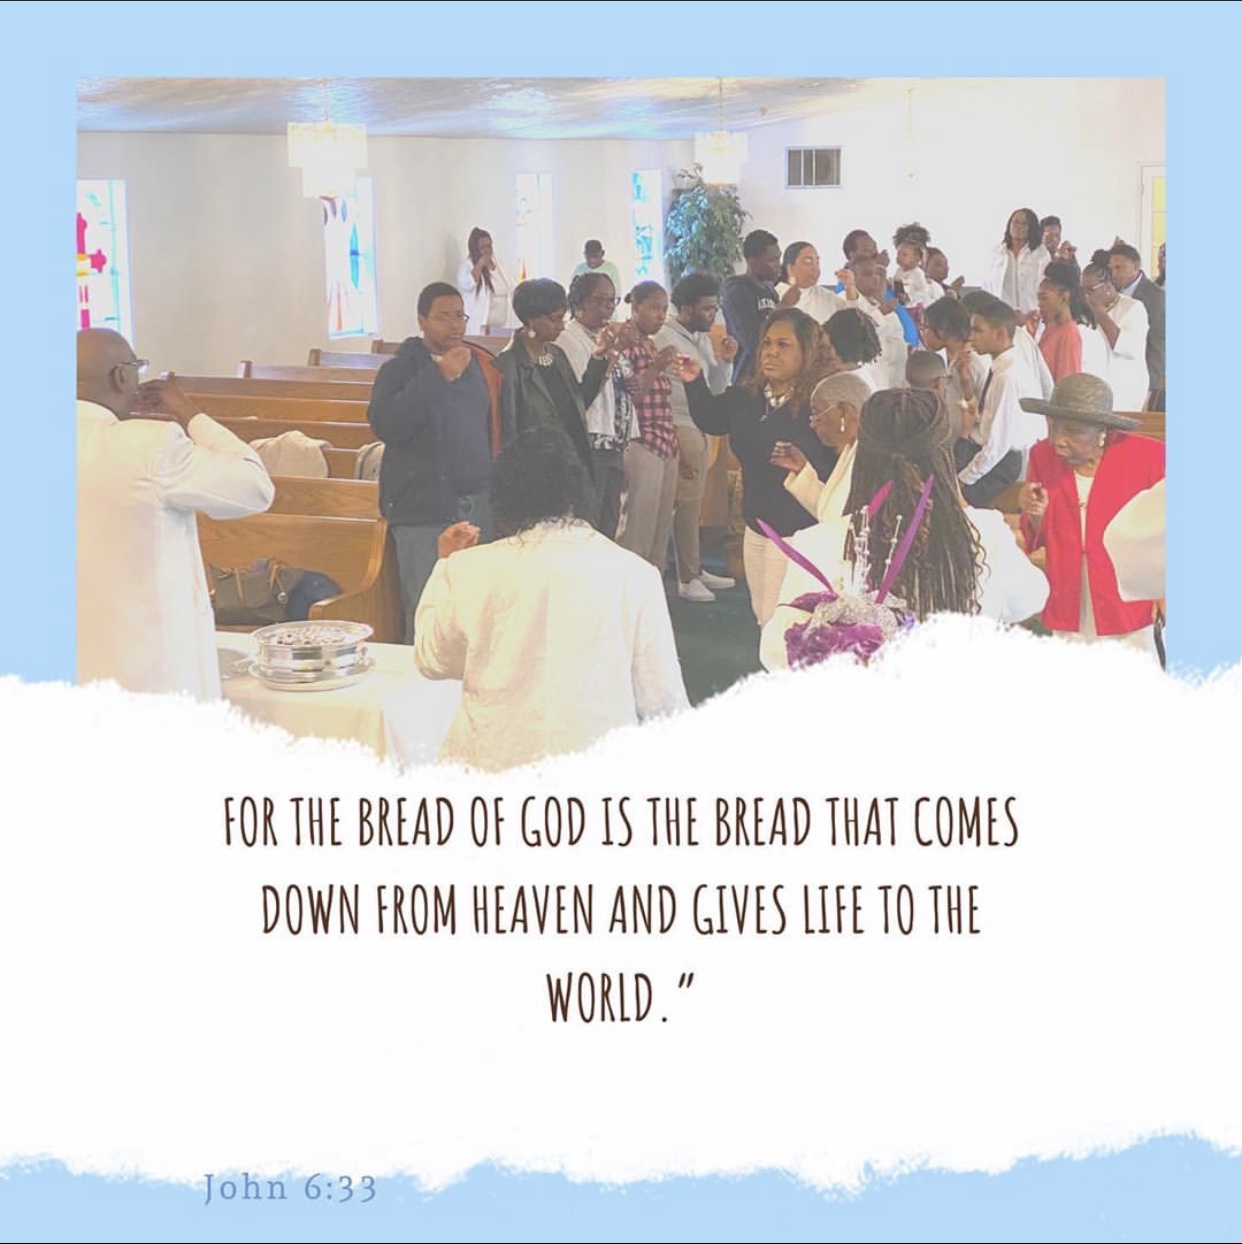 FOR THE BREAD OF GOD IS THE BREAD THAT COMES
DOWN FROM HEAVEN AND GIVES LIFE TO THE
WORLD.”
John 6:33